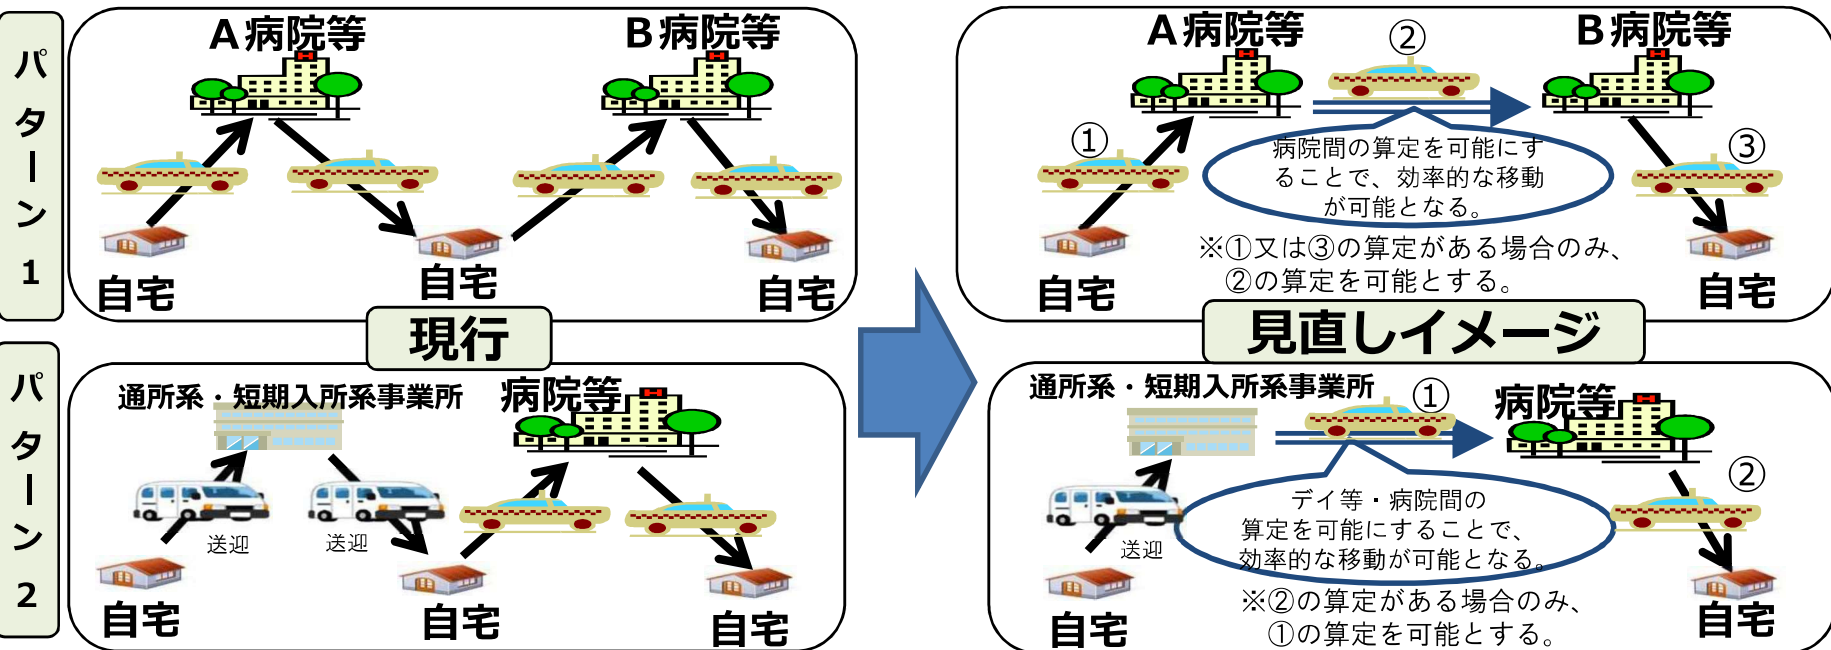 パターン1
A病院等
B病院等
自宅
自宅
自宅
現行
パターン2
通所系・短期入所系事業所
病院等
送迎
送迎
自宅
自宅
自宅
A病院等
②
B病院等
①
③
病院間の算定を可能にす
ることで、効率的な移動
が可能となる。
※①又は③の算定がある場合のみ、
②の算定を可能とする。
自宅
自宅
見直しイメージ
通所系・短期入所系事業所
①
病院等
②
送迎
デイ等・病院間の
算定を可能にすることで、
効率的な移動が可能となる。
※②の算定がある場合のみ、
①の算定を可能とする。
自宅
自宅